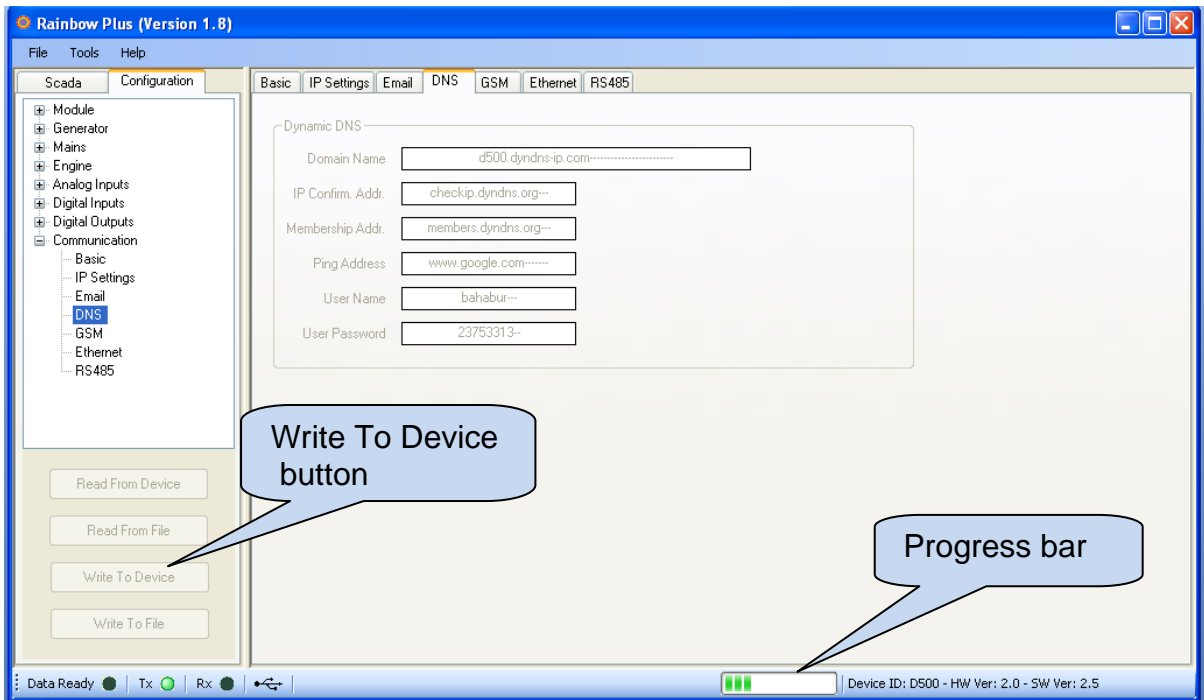 Rainbow Plus (Version 1.8)
File Tools Help
Scada Configuration
Module
Generator
Mains
Engine
Analog Inputs
Digital Inputs
Digital Outputs
Communication
Basic
IP Settings
Email
DNS
GSM
Ethernet
RS485
Read From Device
Read From File
Write To Device
Write To File
Basic IP Settings Email DNS GSM Ethernet RS485
Dynamic DNS
Domain Name d500.dyndns-ip.com-----------------------
IP Confirm. Addr. checkip.dyndns.org---
Membership Addr. members.dyndns.org---
Ping Address www.google.com-------
User Name bahabur---
User Password 23753313--
Write To Device
button
Progress bar
Data Ready Tx Rx Device ID: D500 - HW Ver: 2.0 - SW Ver: 2.5